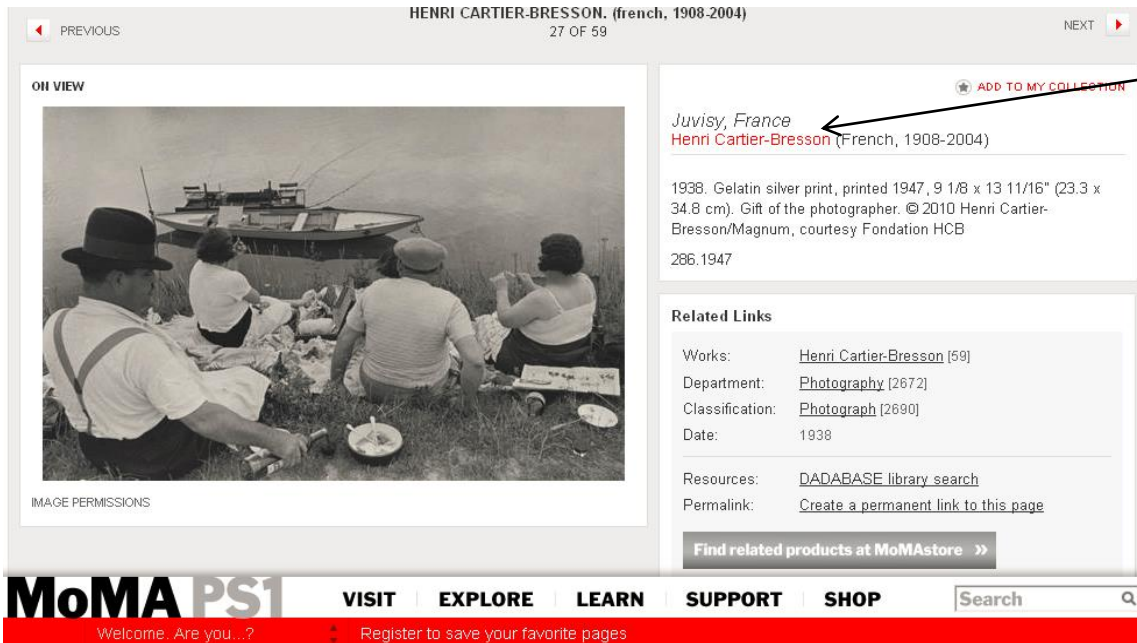 HENRI CARTIER-BRESSON. (french, 1908-2004)
PREVIOUS
27 OF 59
NEXT
ON VIEW
ADD TO MY COLLECTION
Juvisy, France
Henri Cartier-Bresson (French, 1908-2004)
1938. Gelatin silver print, printed 1947, 9 1/8 x 13 11/16" (23.3 x
34.8 cm). Gift of the photographer. © 2010 Henri Cartier-
Bresson/Magnum, courtesy Fondation HCB
286.1947
IMAGE PERMISSIONS
Related Links
Works: Henri Cartier-Bresson [59]
Department: Photography [2672]
Classification: Photograph [2690]
Date: 1938
Resources: DADABASE library search
Permalink: Create a permanent link to this page
Find related products at MoMAstore »
MoMA PS1 VISIT EXPLORE LEARN SUPPORT SHOP Search
Welcome. Are you...? Register to save your favorite pages